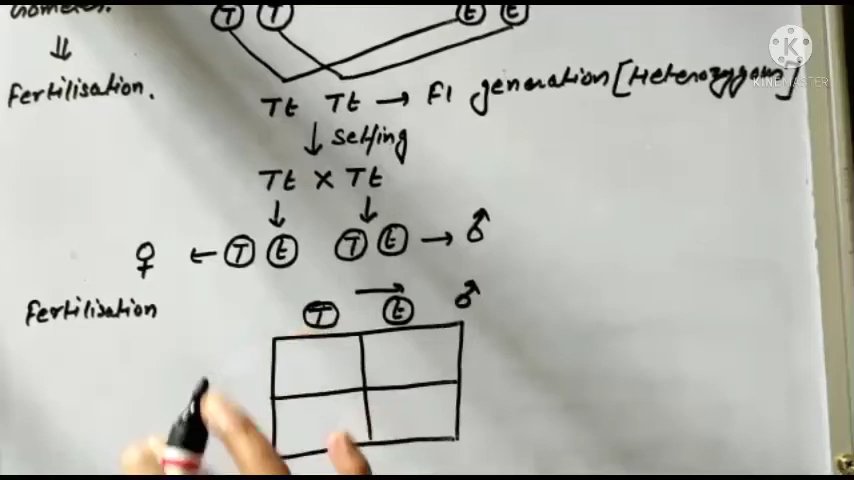 T T t t
Fertilisation.
Tt Tt → F1 generation [Heterozygous]
K
KINEMASTER
↓ selfing
Tt × Tt
↓ ↓
♀ ← T t T t → ♂
Fertilisation
T → t ♂